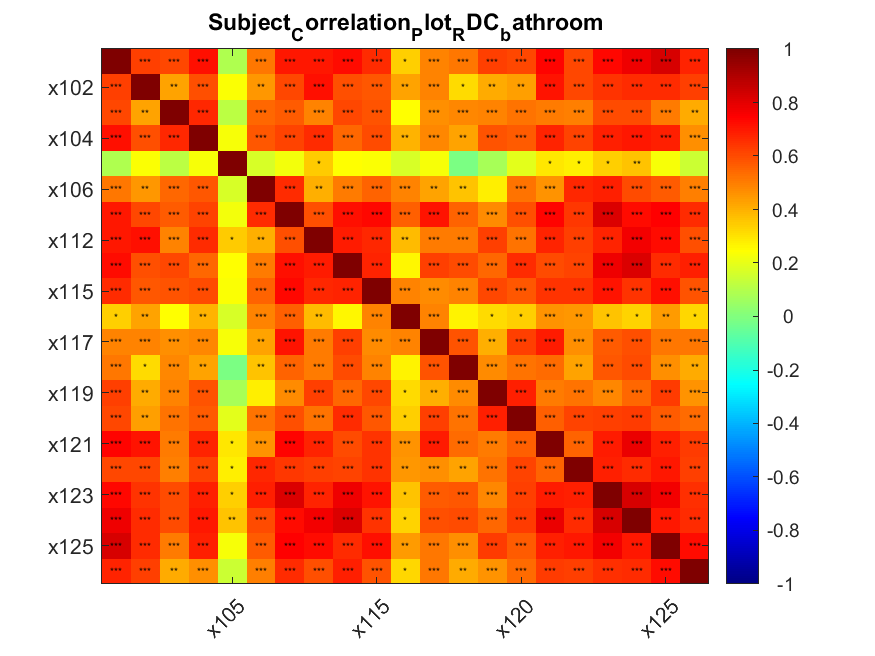 SubjectCorrelationPlotRDCbathroom
x102
x104
x106
x112
x115
x117
x119
x121
x123
x125
x105
x115
x120
x125
1
0.8
0.6
0.4
0.2
0
-0.2
-0.4
-0.6
-0.8
-1